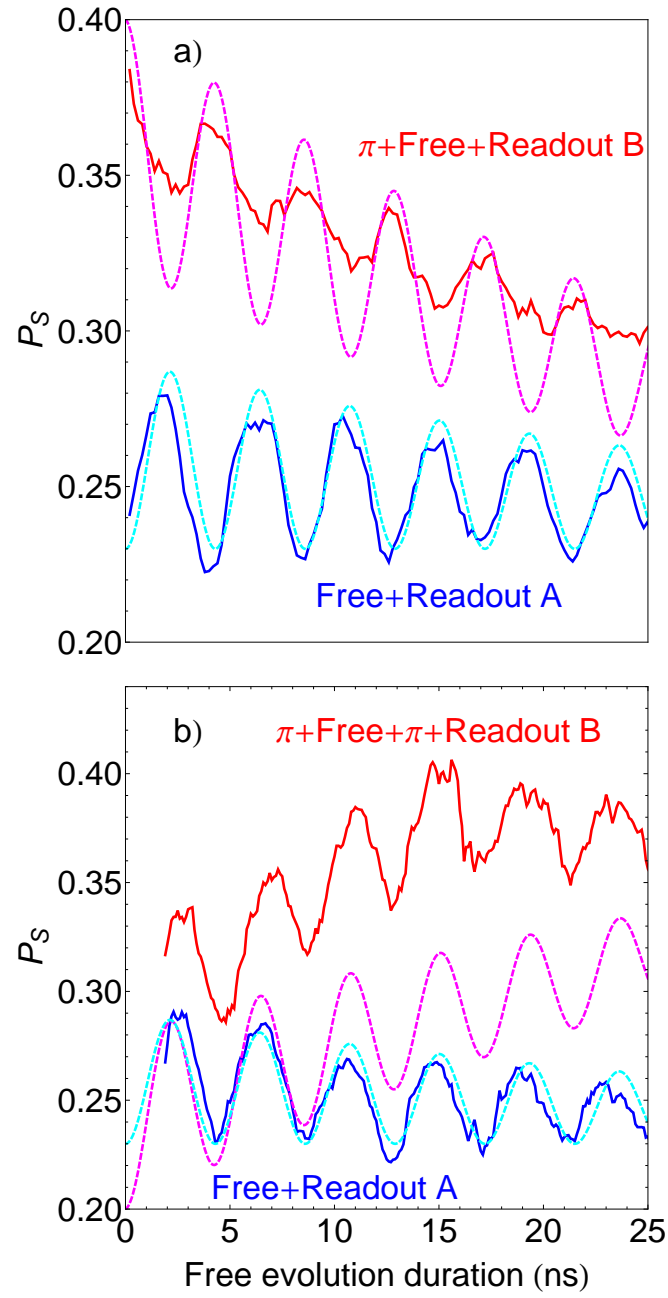 0.40
a)
π+Free+Readout B
0.35
P_S
0.30
0.25
Free+Readout A
0.20
b)
π+Free+π+Readout B
0.40
0.35
P_S
0.30
0.25
Free+Readout A
0.20
0 5 10 15 20 25
Free evolution duration (ns)